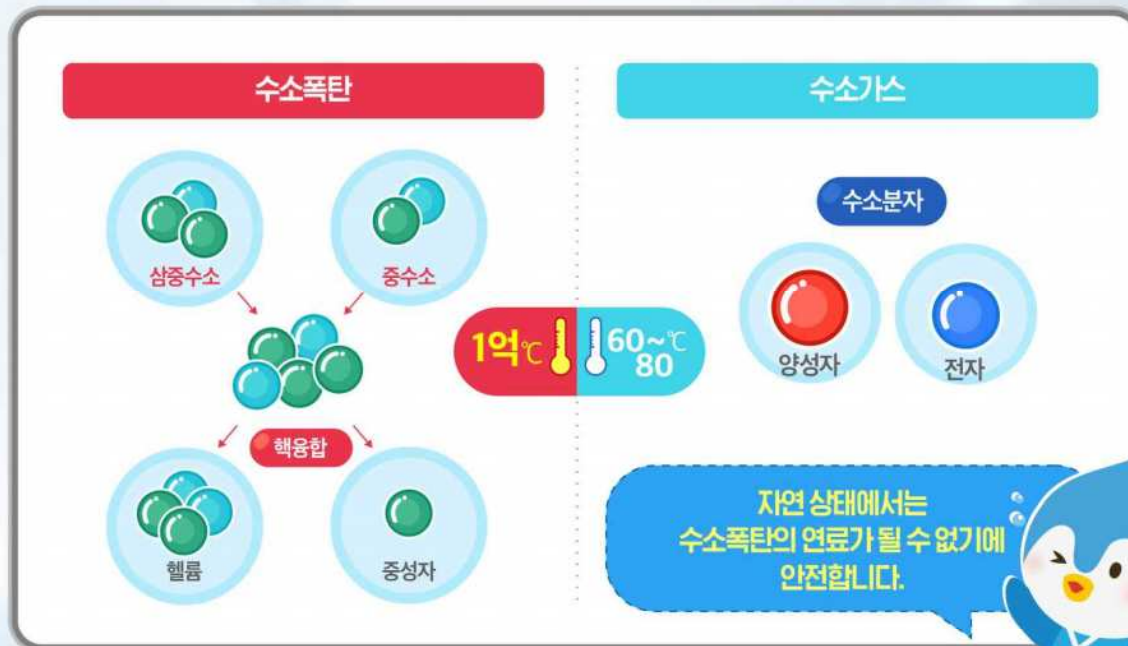 수소폭탄
삼중수소
중수소
핵융합
헬륨
중성자
1억℃
60~℃
80
수소가스
수소분자
양성자
전자
자연 상태에서는
수소폭탄의 연료가 될 수 없기에
안전합니다.